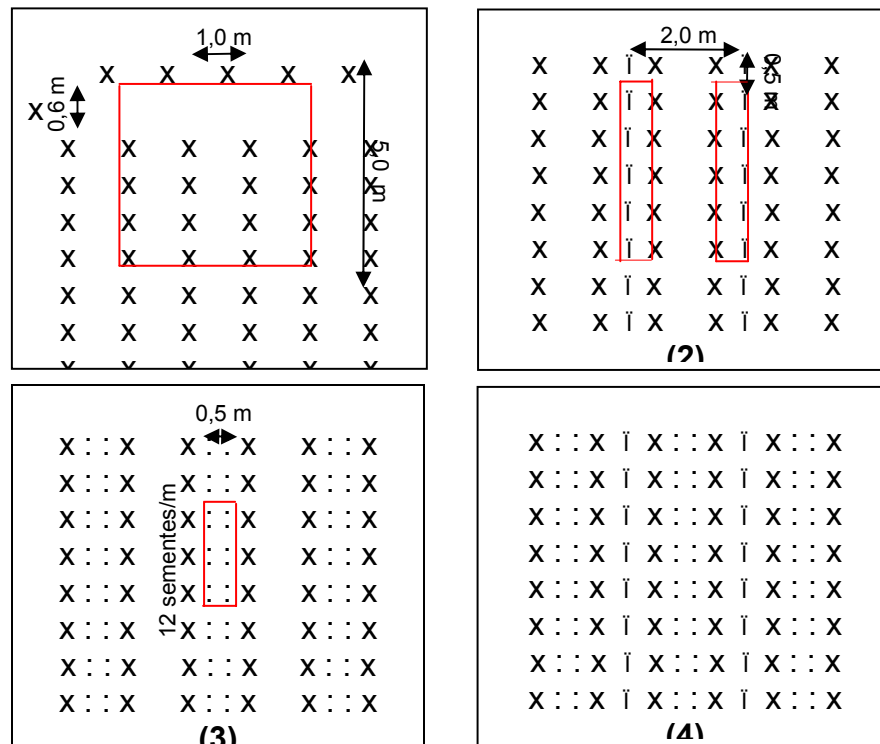 1,0 m
X X X X X
0,6 m
X
X X X X X X
5,0 m
X X X X X X
X X X X X X
X X X X X X
X X X X X X
X X X X X X
X X X X X X
2,0 m
X X ï X X ï X X
X X ï X X ï X X
X X ï X X ï X X
X X ï X X ï X X
X X ï X X ï X X
X X ï X X ï X X
X X ï X X ï X X
X X ï X X ï X X
(2)
0,5 m
X : : X X : : X X : : X
X : : X X : : X X : : X
12 sementes/m
X : : X X : : X X : : X
X : : X X : : X X : : X
X : : X X : : X X : : X
X : : X X : : X X : : X
X : : X X : : X X : : X
X : : X X : : X X : : X
(3)
X : : X ï X : : X ï X : : X
X : : X ï X : : X ï X : : X
X : : X ï X : : X ï X : : X
X : : X ï X : : X ï X : : X
X : : X ï X : : X ï X : : X
X : : X ï X : : X ï X : : X
X : : X ï X : : X ï X : : X
X : : X ï X : : X ï X : : X
(4)